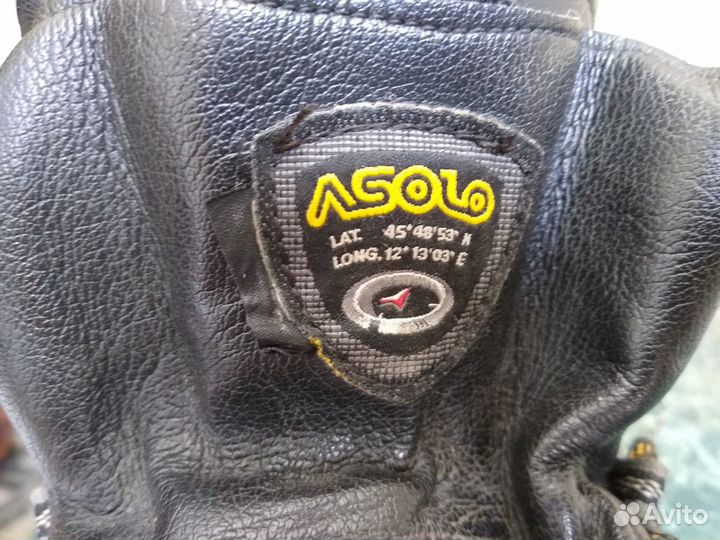 ASOLO
LAT. 45°48'53" N
LONG. 12°13'03" E
Avito